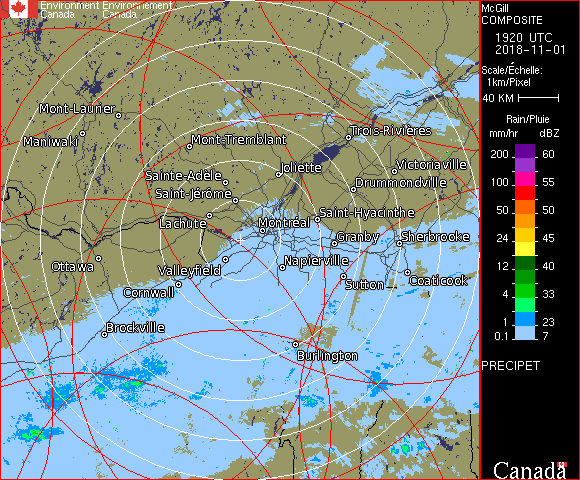 Environment Environnement
Canada Canada
McGill
COMPOSITE
1920 UTC
2018-11-01
Scale/Échelle:
1km/Pixel
40 KM
Rain/Pluie
mm/hr dBZ
200 60
60
100 55
50 50
24 45
12 40
4 33
1 23
0.1 7
PRECIPET
Canada
Mont-Laurier
Maniwaki
Mont-Tremblant
Trois-Rivières
Sainte-Adèle
Joliette
Victoriaville
Saint-Jérôme
Drummondville
Lachute
Montréal
Saint-Hyacinthe
Granby
Sherbrooke
Ottawa
Valleyfield
Napierville
Cornwall
Sutton
Coaticook
Brockville
Burlington